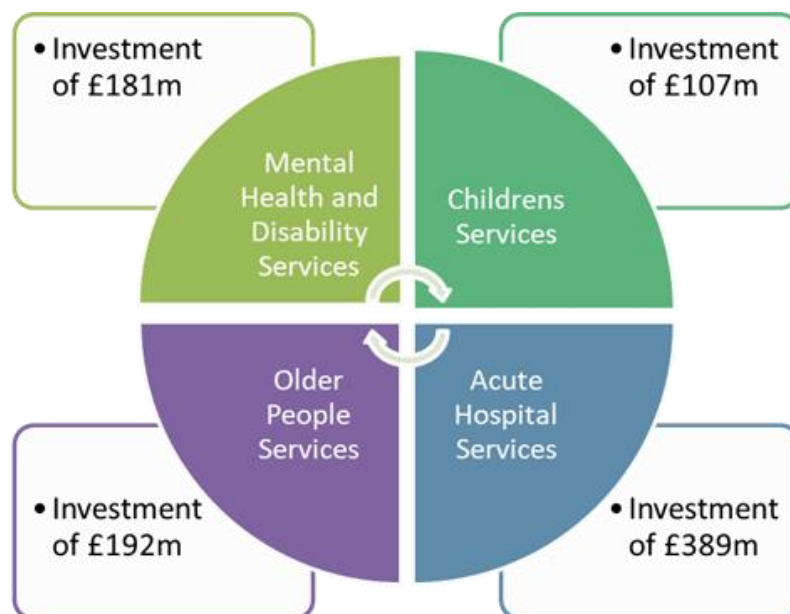 • Investment
of £181m
Mental
Health and
Disability
Services
• Investment
of £107m
Childrens
Services
Older
People
Services
• Investment
of £192m
Acute
Hospital
Services
• Investment
of £389m